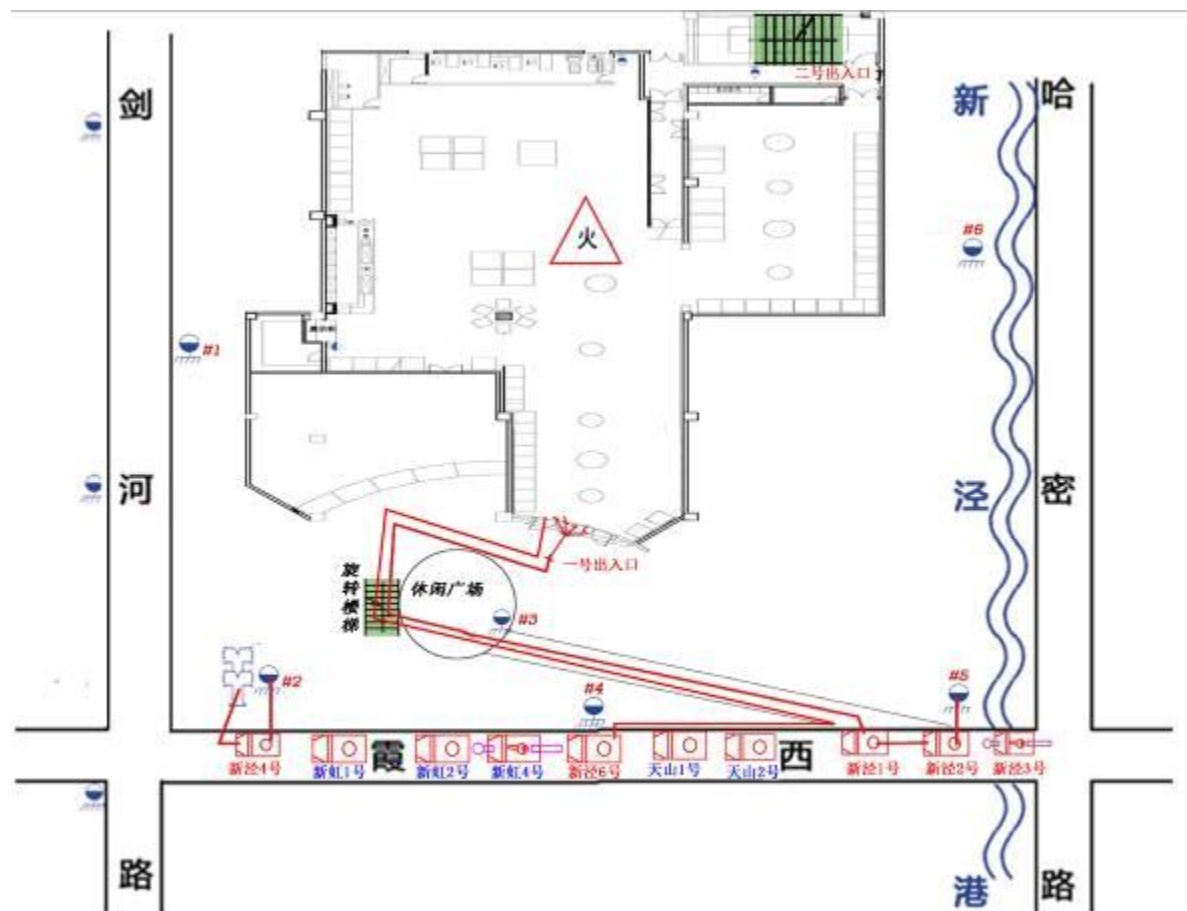 剑
河
路
新
泾
港
哈
密
路
二号出入口
火
展示柜
#1
#6
一号出入口
旋转楼梯
休闲广场
#3
#2
#4
#5
霞
西
新泾4号
新虹1号
新虹2号
新虹4号
新泾6号
天山1号
天山2号
新泾1号
新泾2号
新泾3号